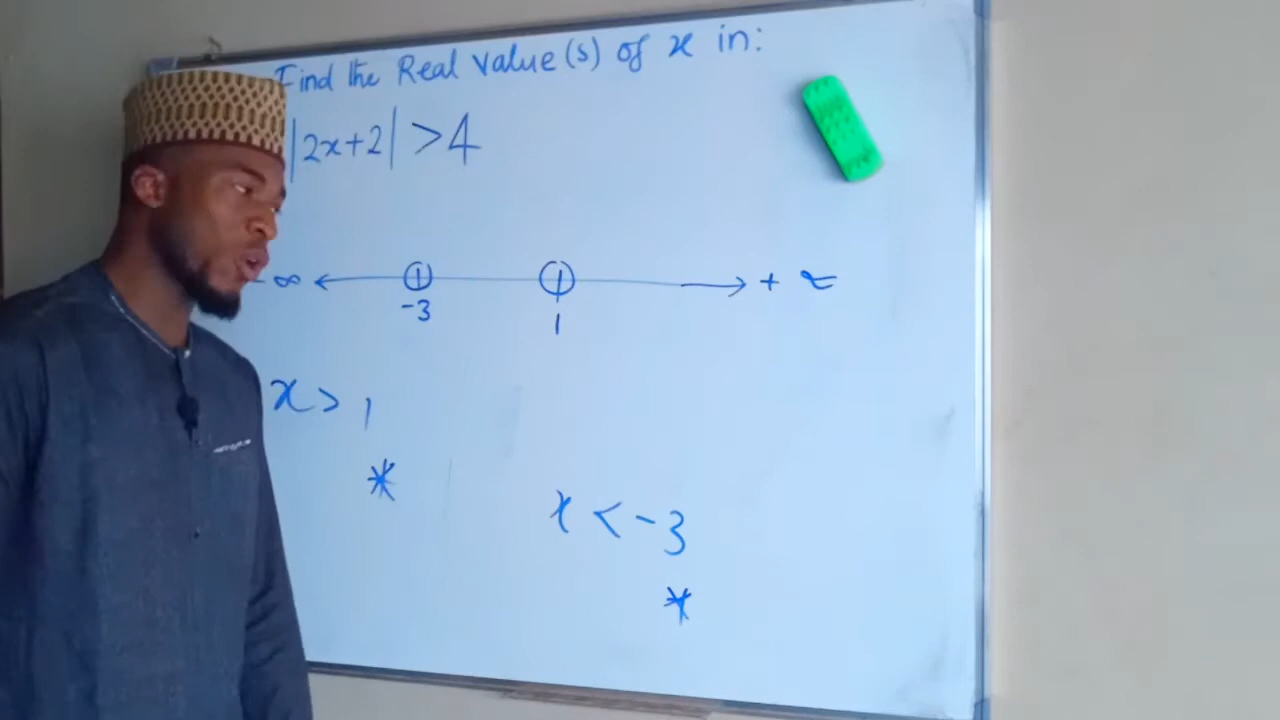 Find the Real value(s) of x in:
|2x+2| > 4
- ∞ + ∞
-3 1
x > 1
*
x < -3
*